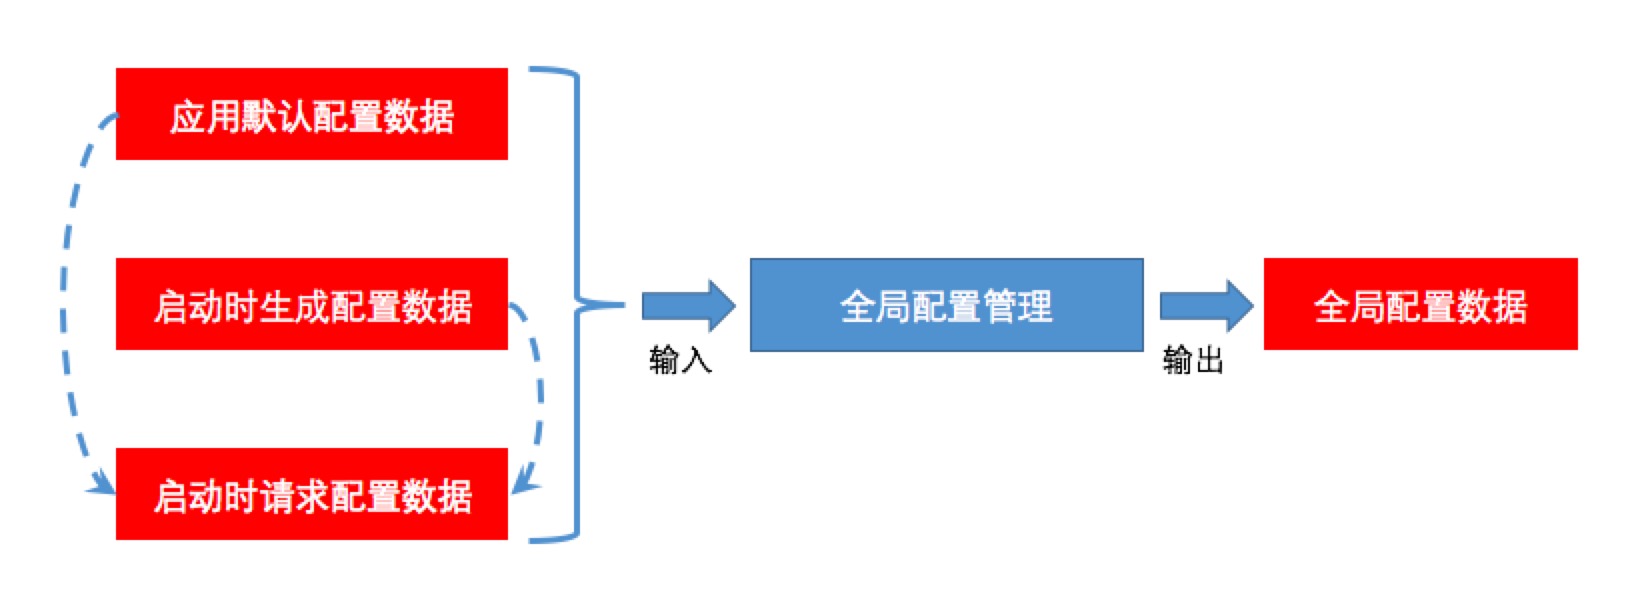 应用默认配置数据
启动时生成配置数据
启动时请求配置数据
输入
全局配置管理
输出
全局配置数据